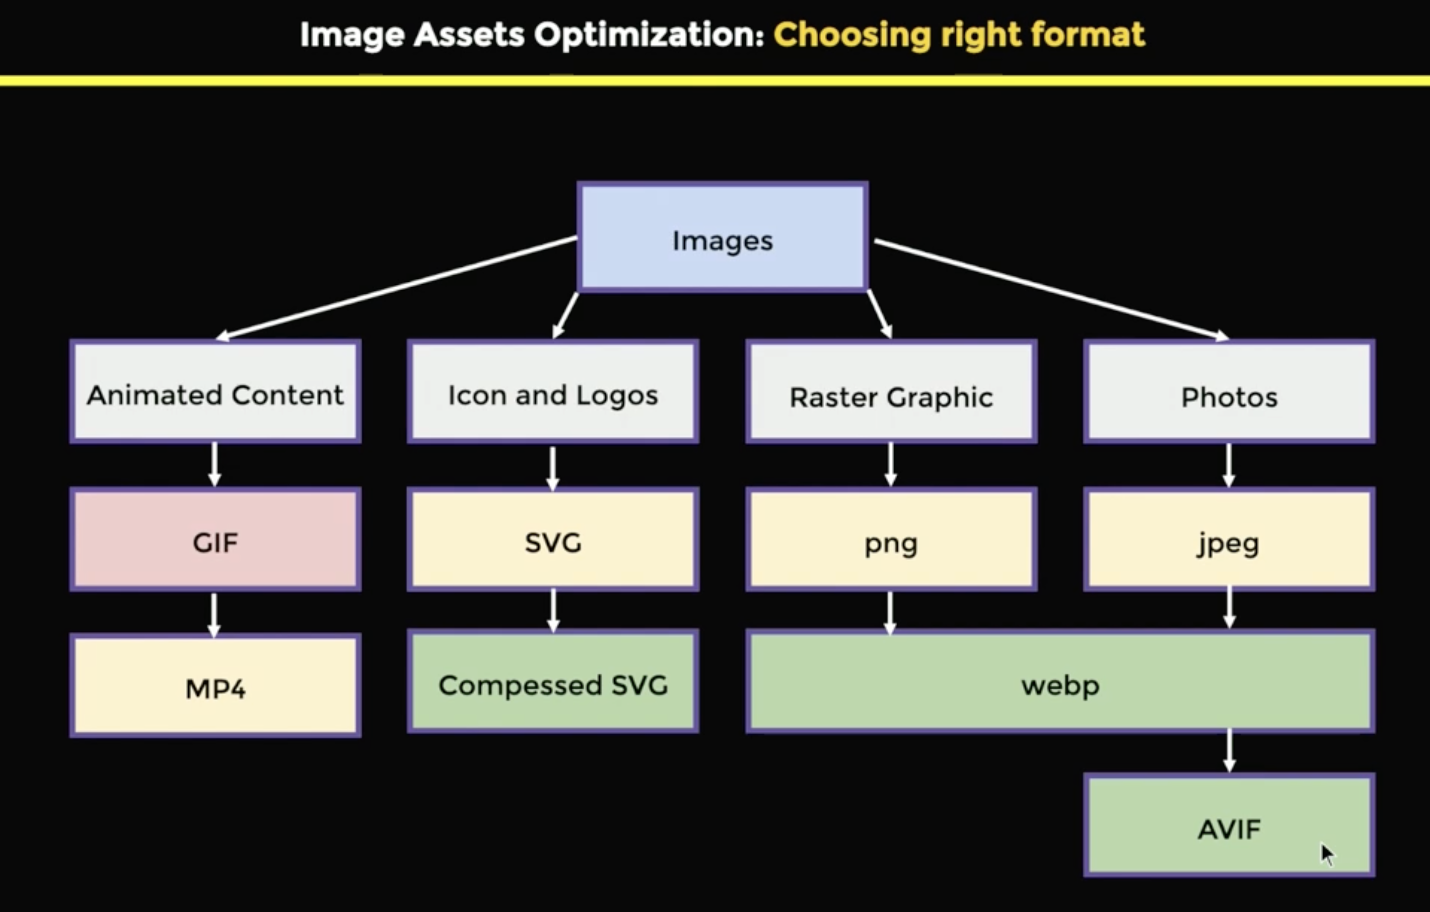 Image Assets Optimization: Choosing right format
Images
Animated Content
Icon and Logos
Raster Graphic
Photos
GIF
SVG
png
jpeg
MP4
Compessed SVG
webp
AVIF